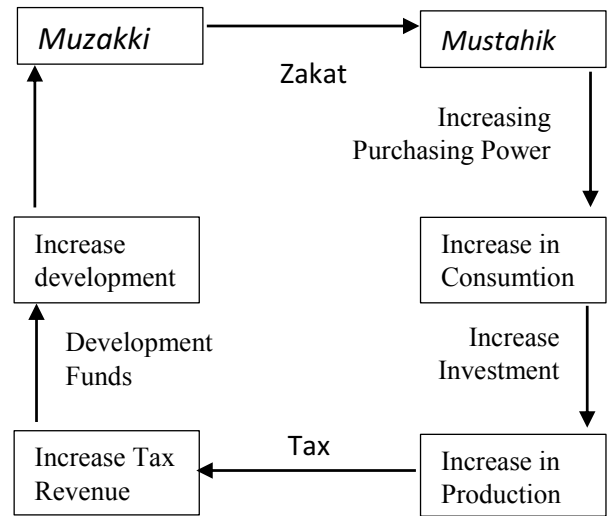 Muzakki
Mustahik
Zakat
Increasing
Purchasing Power
Increase
development
Increase in
Consumtion
Development
Funds
Increase
Investment
Increase Tax
Revenue
Tax
Increase in
Production